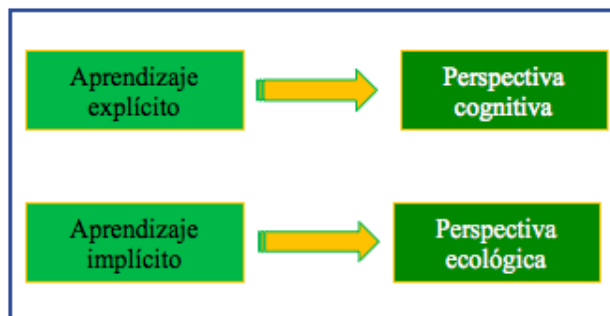 Aprendizaje
explícito
Perspectiva
cognitiva
Aprendizaje
implícito
Perspectiva
ecológica